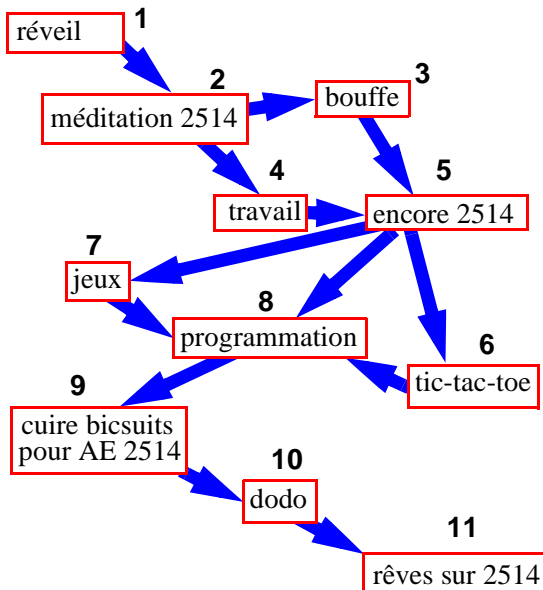 1
réveil
2
méditation 2514
3
bouffe
4
travail
5
encore 2514
7
jeux
8
programmation
6
tic-tac-toe
9
cuire bicsuits
pour AE 2514
10
dodo
11
rêves sur 2514